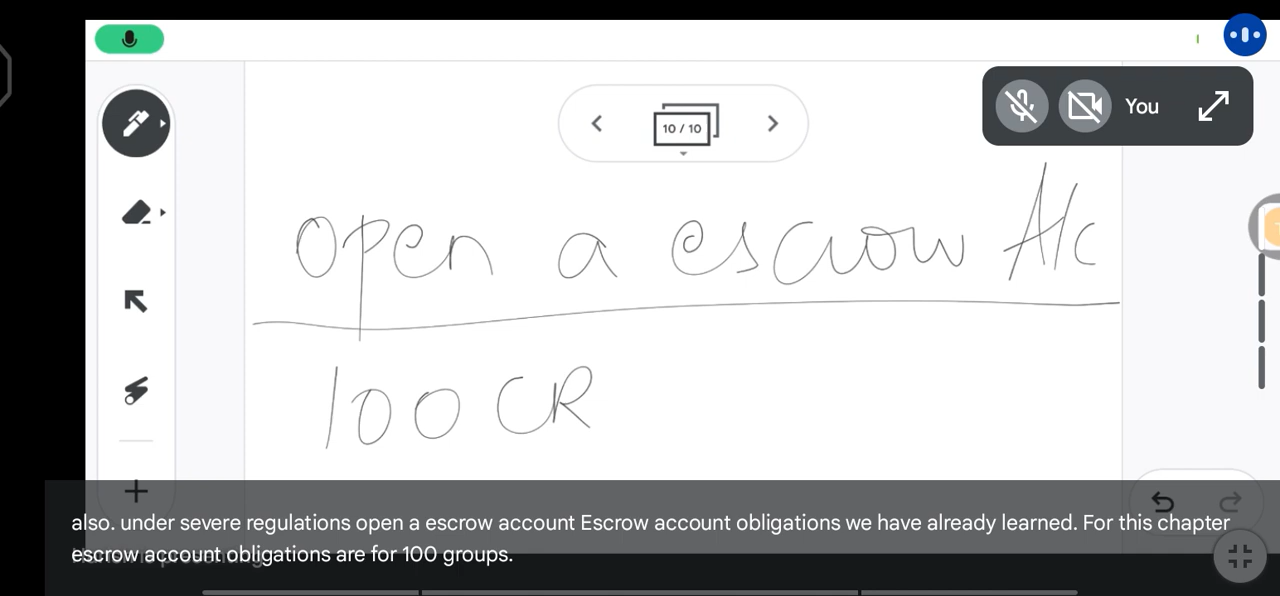 You
10 / 10
open a escrow A/c
100 CR
also. under severe regulations open a escrow account Escrow account obligations we have already learned. For this chapter
escrow account obligations are for 100 groups.